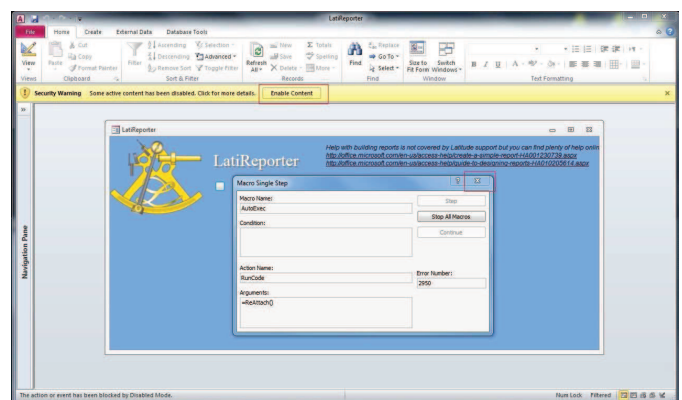 LatiReporter
File Home Create External Data Database Tools
View
Paste
Cut
Copy
Format Painter
Filter
Ascending
Descending
Remove Sort
Selection
Advanced
Toggle Filter
Refresh All
New
Save
Delete
Totals
Spelling
More
Find
Replace
Go To
Select
Size to Fit Form
Switch Windows
Views Clipboard Sort & Filter Records Find Window Text Formatting
Security Warning Some active content has been disabled. Click for more details. Enable Content
LatiReporter
Help with building reports is not covered by Latitude support but you can find plenty of help onlin
http://office.microsoft.com/en-us/access-help/create-a-simple-report-HA001230739.aspx
http://office.microsoft.com/en-us/access-help/guide-to-designing-reports-HA010205614.aspx
LatiReporter
Macro Single Step
Macro Name:
AutoExec
Condition:
Action Name:
RunCode
Arguments:
=ReAttach()
Step
Stop All Macros
Continue
Error Number:
2950
Navigation Pane
The action or event has been blocked by Disabled Mode.
Num Lock Filtered